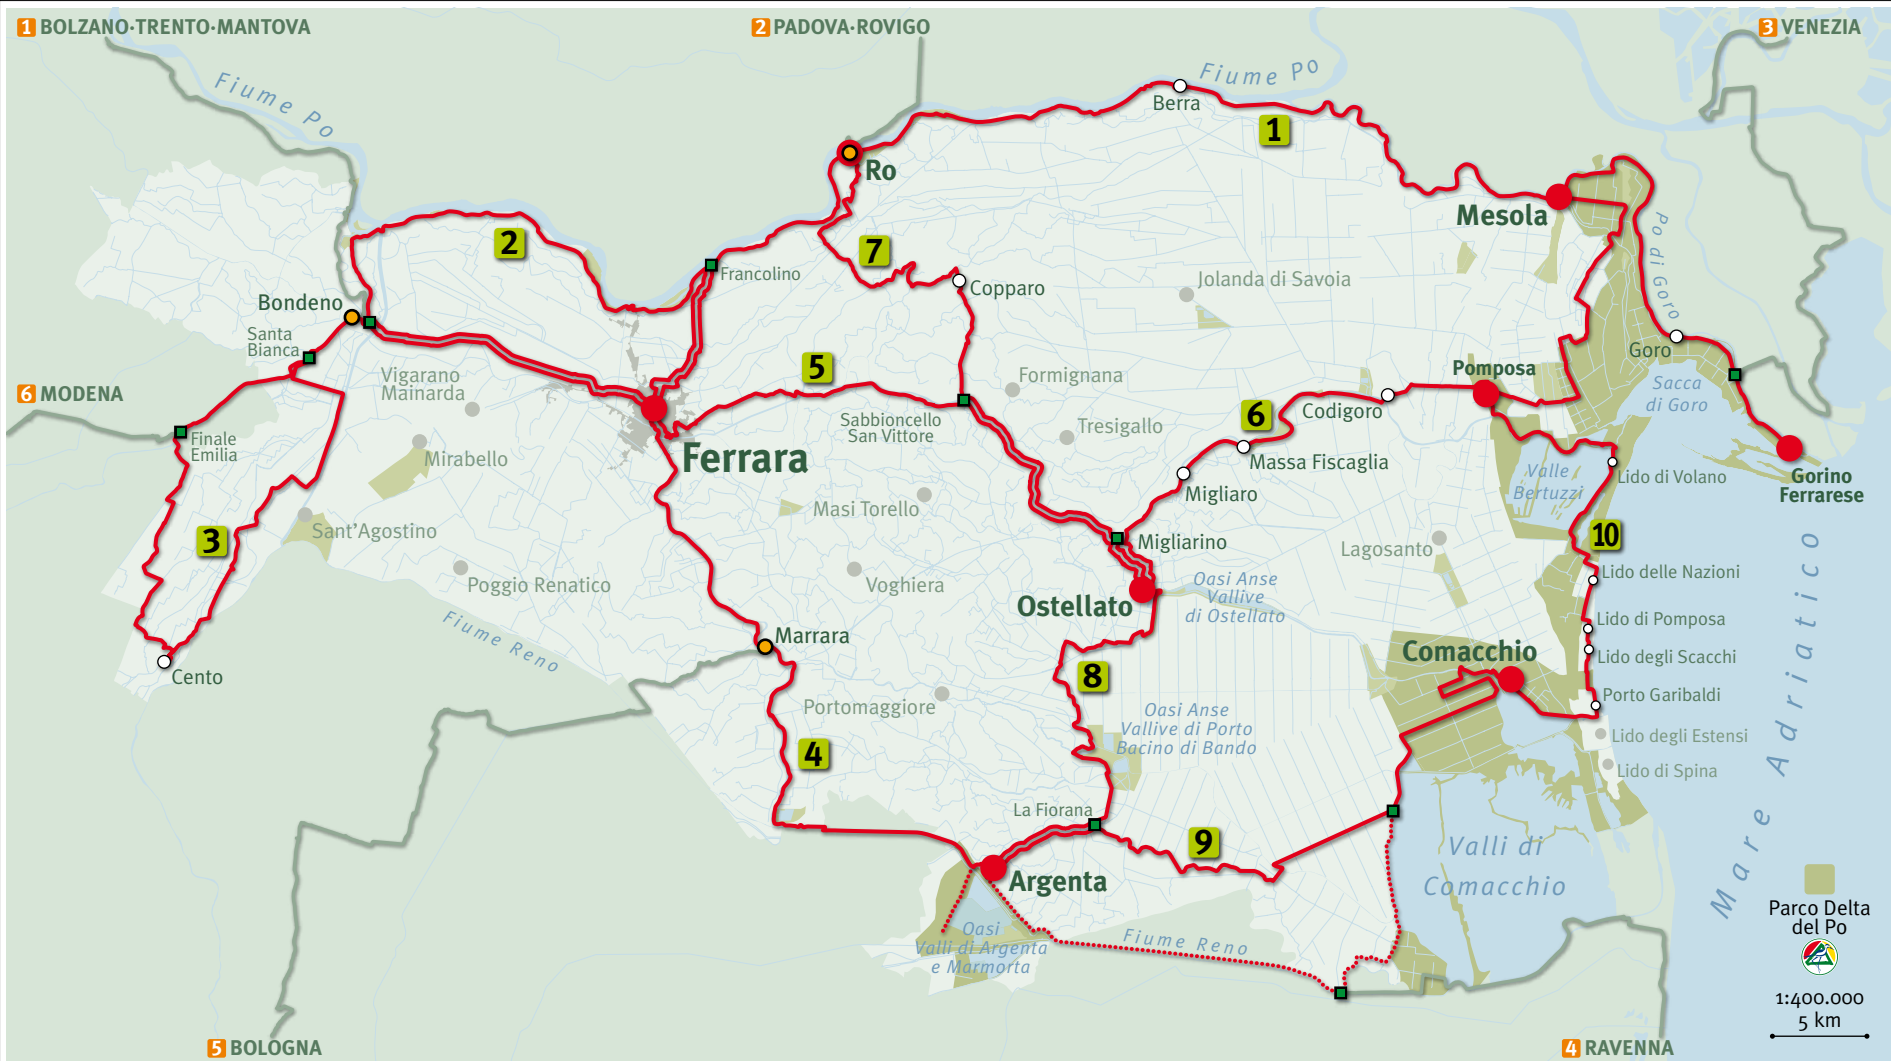 1 BOLZANO·TRENTO·MANTOVA
2 PADOVA·ROVIGO
3 VENEZIA
Fiume Po
Fiume Po
Berra
1
Ro
Mesola
Po di Goro
2
7
Francolino
Copparo
Jolanda di Savoia
Bondeno
Santa
Bianca
Goro
Vigarano
Mainarda
5
Formignana
Pomposa
Sacca
di Goro
6 MODENA
Sabbioncello
San Vittore
6
Codigoro
Tresigallo
Finale
Emilia
Mirabello
Ferrara
Massa Fiscaglia
Migliaro
Valle
Bertuzzi
Lido di Volano
Gorino
Ferrarese
Masi Torello
Sant'Agostino
3
Migliarino
Lagosanto
10
Poggio Renatico
Voghiera
Ostellato
Oasi Anse
Vallive
di Ostellato
Lido delle Nazioni
Lido di Pomposa
Fiume Reno
Marrara
Comacchio
Lido degli Scacchi
Cento
8
Portomaggiore
Oasi Anse
Vallive di Porto
Bacino di Bando
Porto Garibaldi
Lido degli Estensi
Lido di Spina
Mare Adriatico
4
La Fiorana
9
Argenta
Valli di
Comacchio
Oasi
Valli di Argenta
e Marmorta
Fiume Reno
Parco Delta
del Po
1:400.000
5 km
5 BOLOGNA
4 RAVENNA